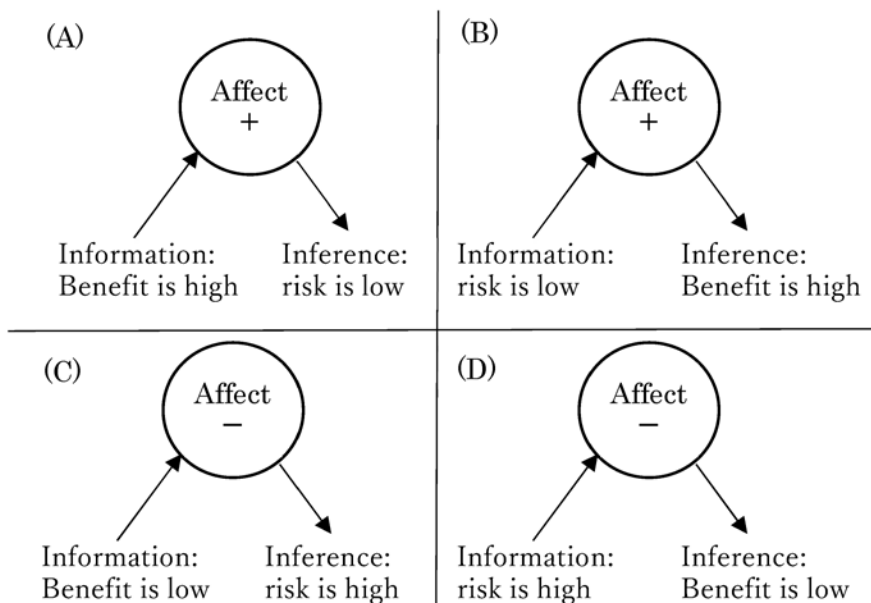 (A)
Affect
+
Information:
Benefit is high
Inference:
risk is low
(B)
Affect
+
Information:
risk is low
Inference:
Benefit is high
(C)
Affect
−
Information:
Benefit is low
Inference:
risk is high
(D)
Affect
−
Information:
risk is high
Inference:
Benefit is low